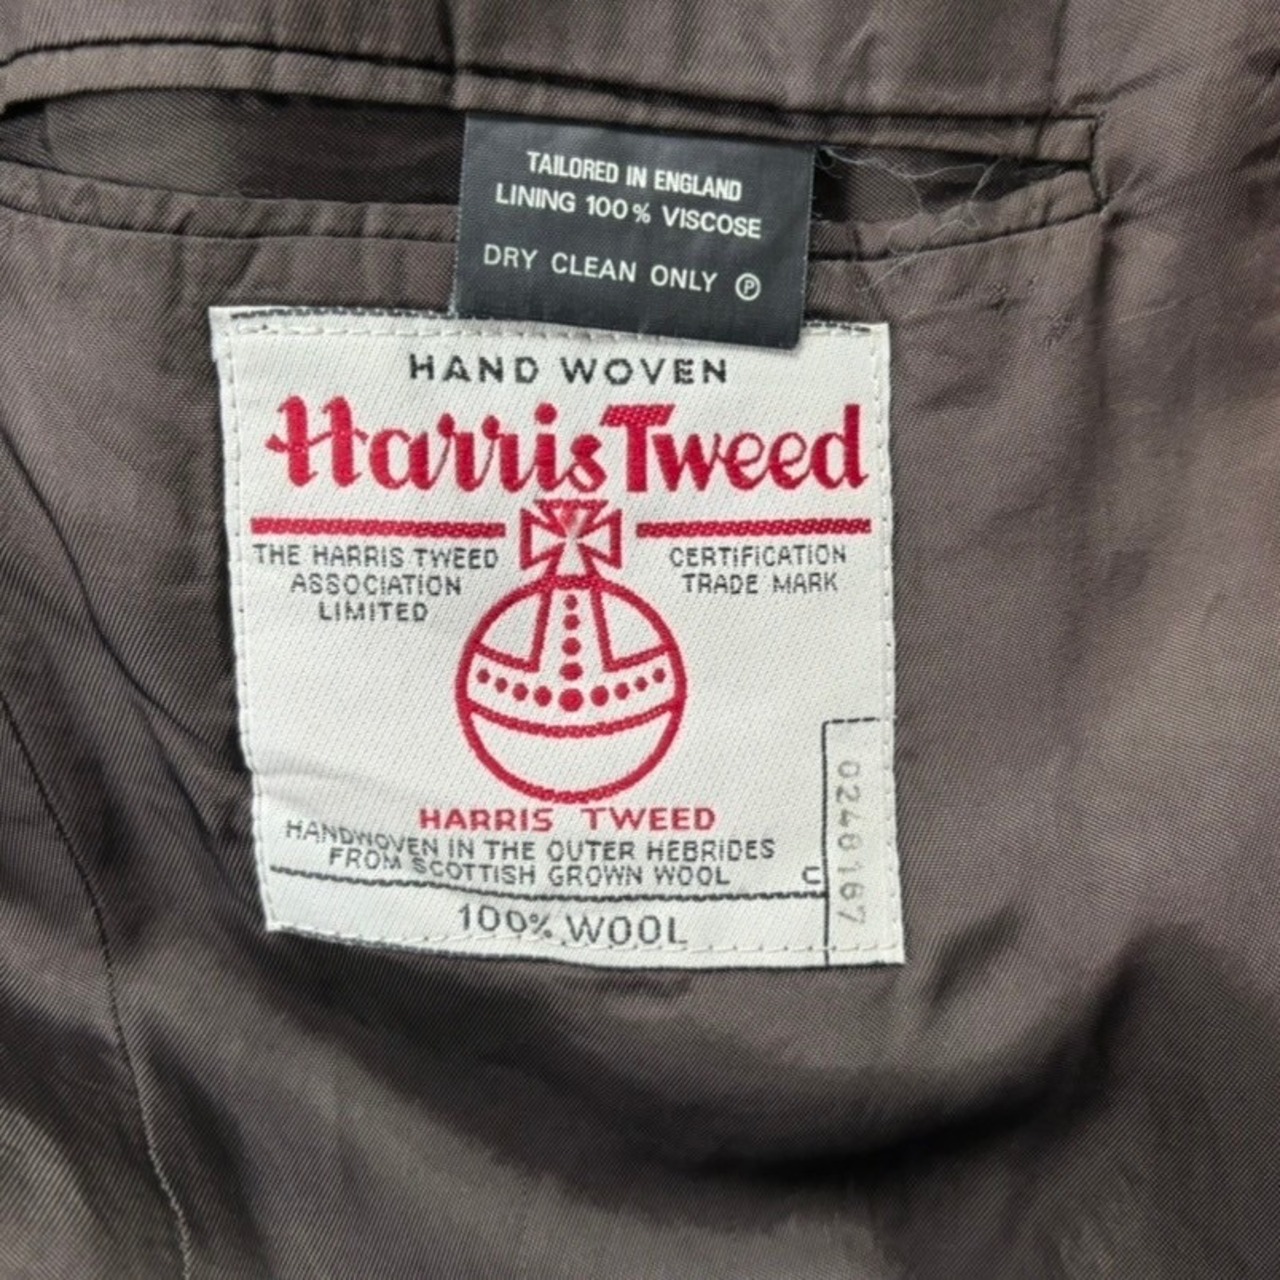 TAILORED IN ENGLAND
LINING 100% VISCOSE
DRY CLEAN ONLY Ⓟ
HAND WOVEN
Harris Tweed
THE HARRIS TWEED
ASSOCIATION
LIMITED
CERTIFICATION
TRADE MARK
HARRIS TWEED
HANDWOVEN IN THE OUTER HEBRIDES
FROM SCOTTISH GROWN WOOL
C
100% WOOL